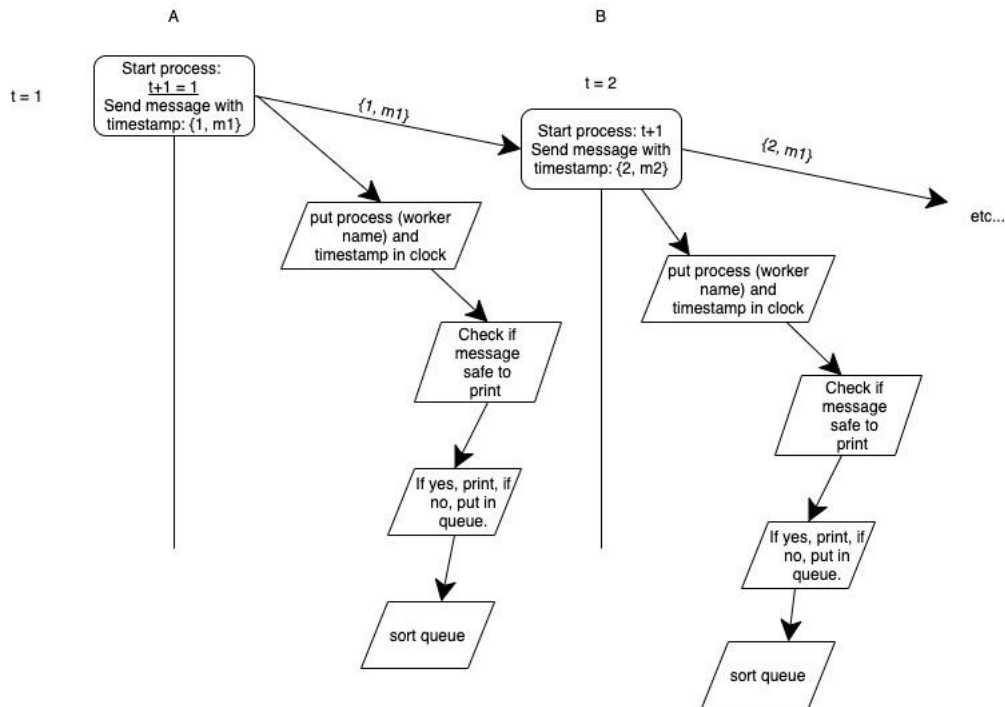 A
B
t = 1
Start process:
t+1 = 1
Send message with
timestamp: {1, m1}
{1, m1}
t = 2
Start process: t+1
Send message with
timestamp: {2, m2}
{2, m1}
etc...
put process (worker
name) and
timestamp in clock
Check if
message
safe to
print
If yes, print, if
no, put in
queue.
sort queue
put process (worker
name) and
timestamp in clock
Check if
message
safe to
print
If yes, print, if
no, put in
queue.
sort queue